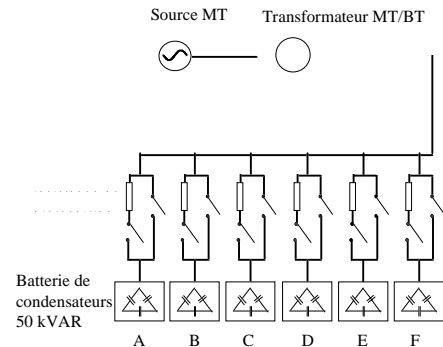 Source MT
Transformateur MT/BT
Batterie de
condensateurs
50 kVAR
A B C D E F